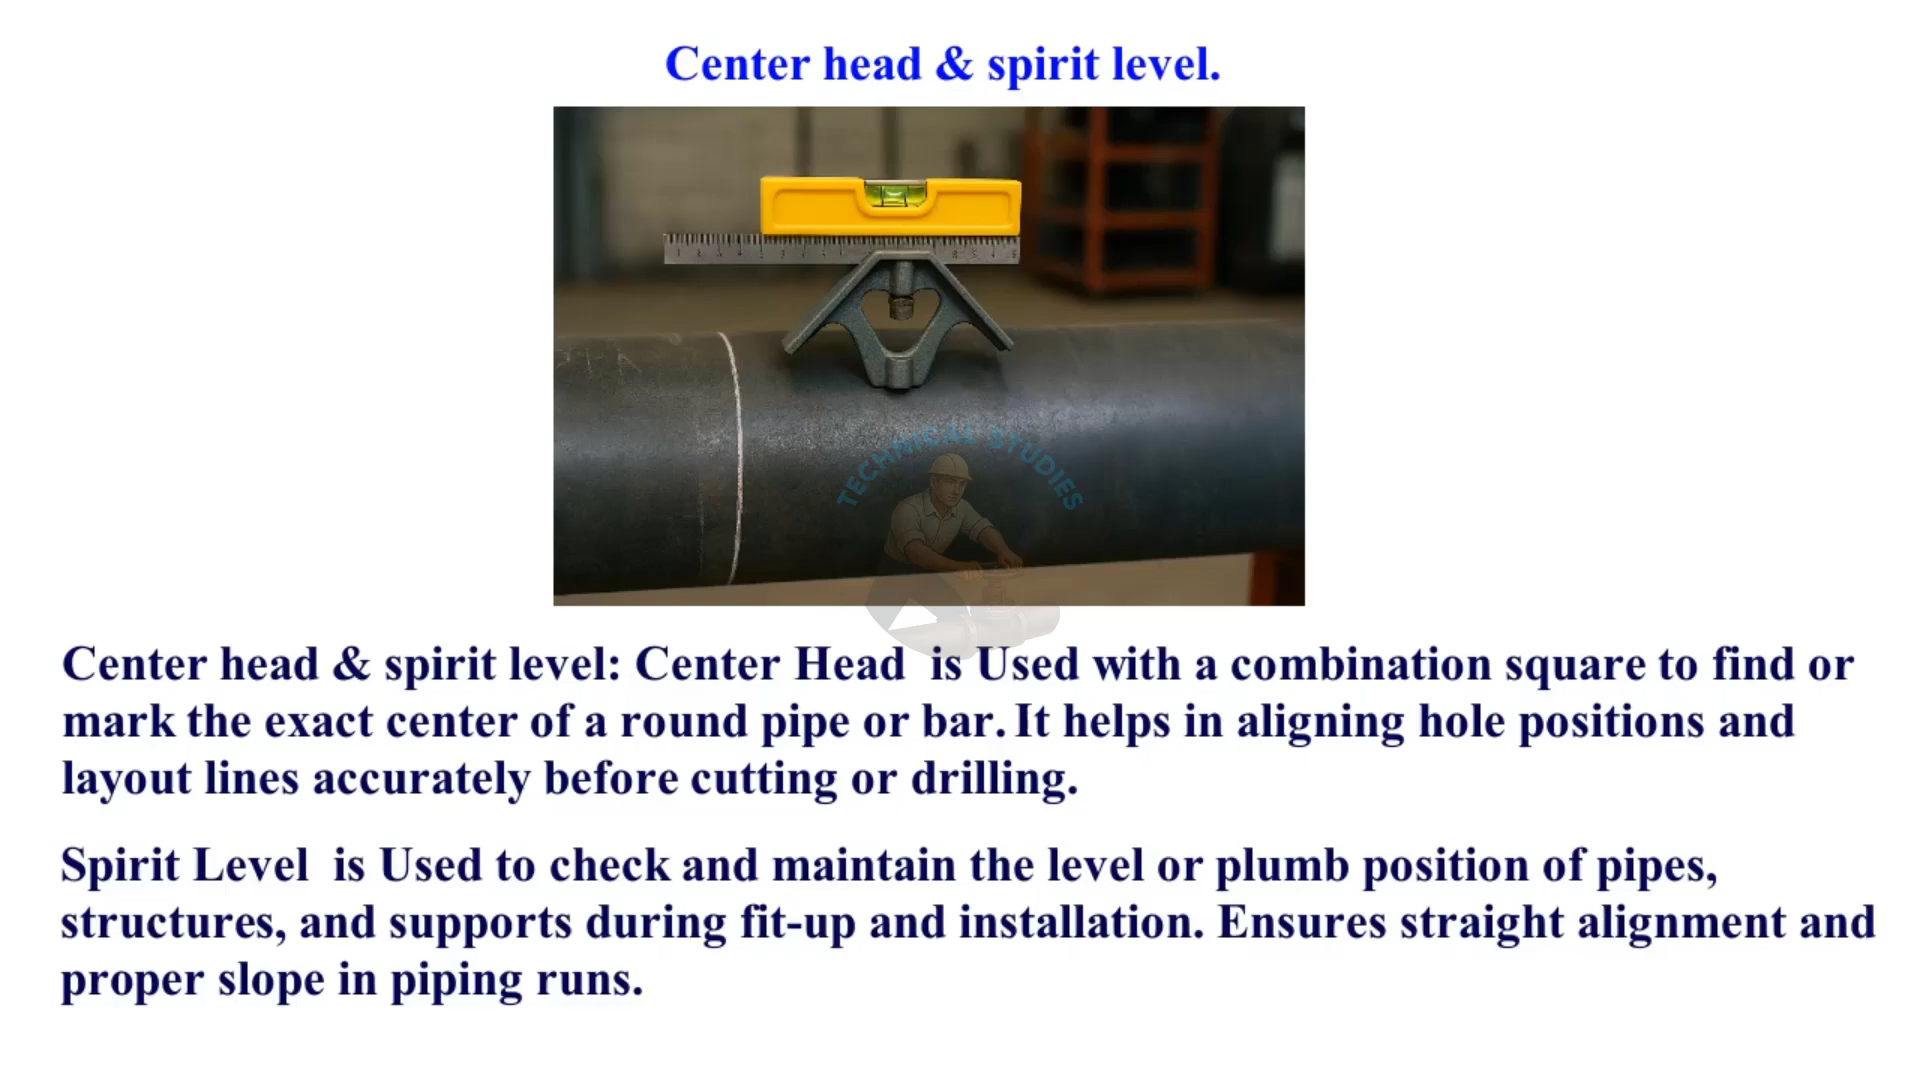 Center head & spirit level.
TECHNICAL STUDIES
Center head & spirit level: Center Head is Used with a combination square to find or
mark the exact center of a round pipe or bar. It helps in aligning hole positions and
layout lines accurately before cutting or drilling.
Spirit Level is Used to check and maintain the level or plumb position of pipes,
structures, and supports during fit-up and installation. Ensures straight alignment and
proper slope in piping runs.